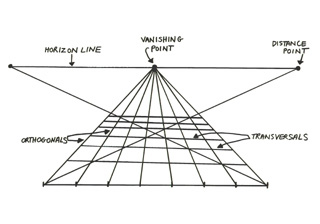 HORIZON LINE
VANISHING
POINT
DISTANCE
POINT
ORTHOGONALS
TRANSVERSALS